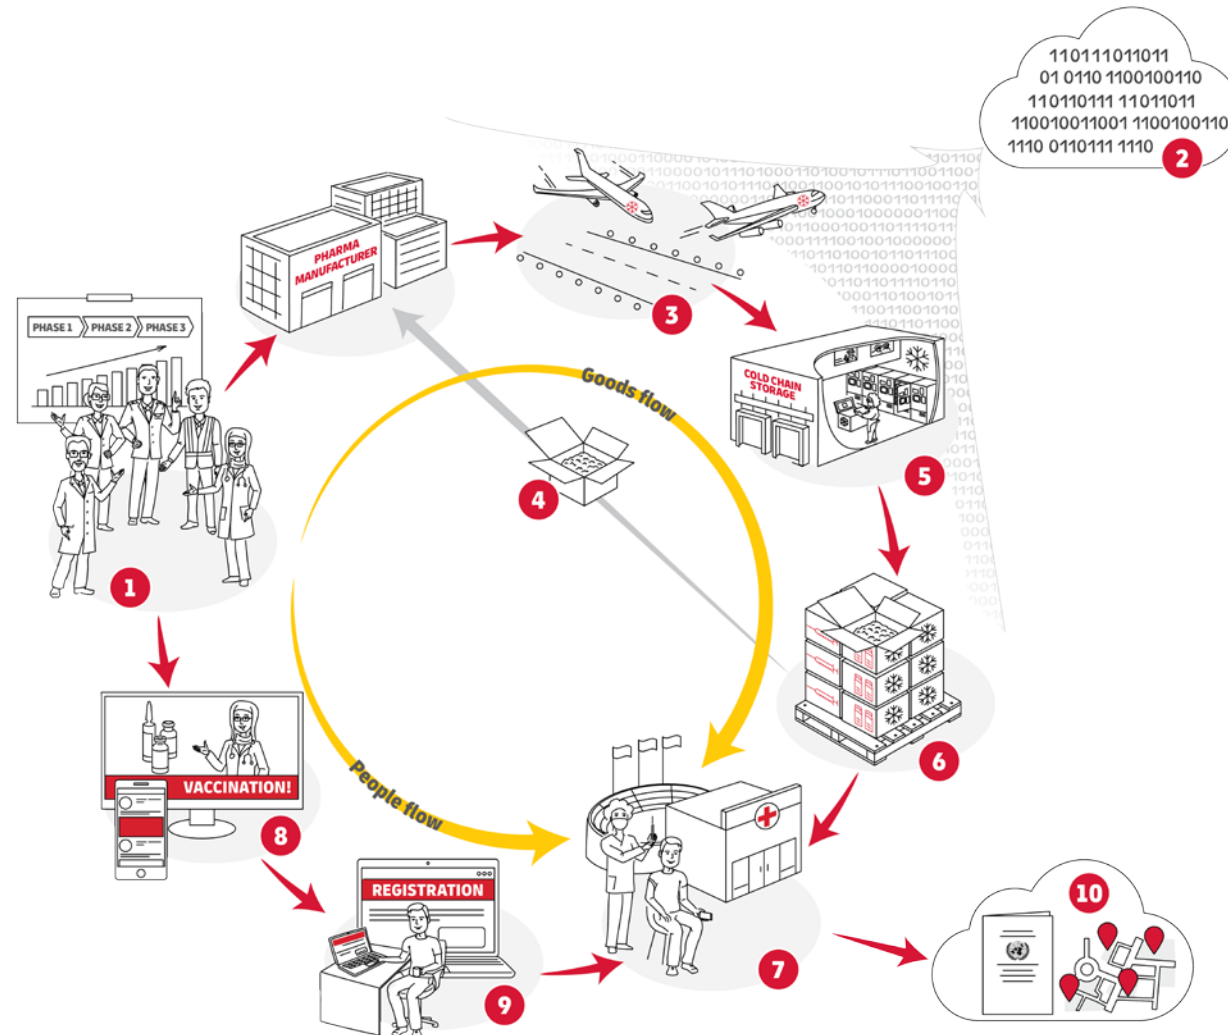 110111011011
01 0110 1100100110
110110111 11011011
110010011001 1100100110
1110 0110111 1110
2
PHARMA
MANUFACTURER
3
PHASE 1
PHASE 2
PHASE 3
1
Goods flow
COLD CHAIN
STORAGE
5
4
6
VACCINATION!
8
People flow
REGISTRATION
9
7
10